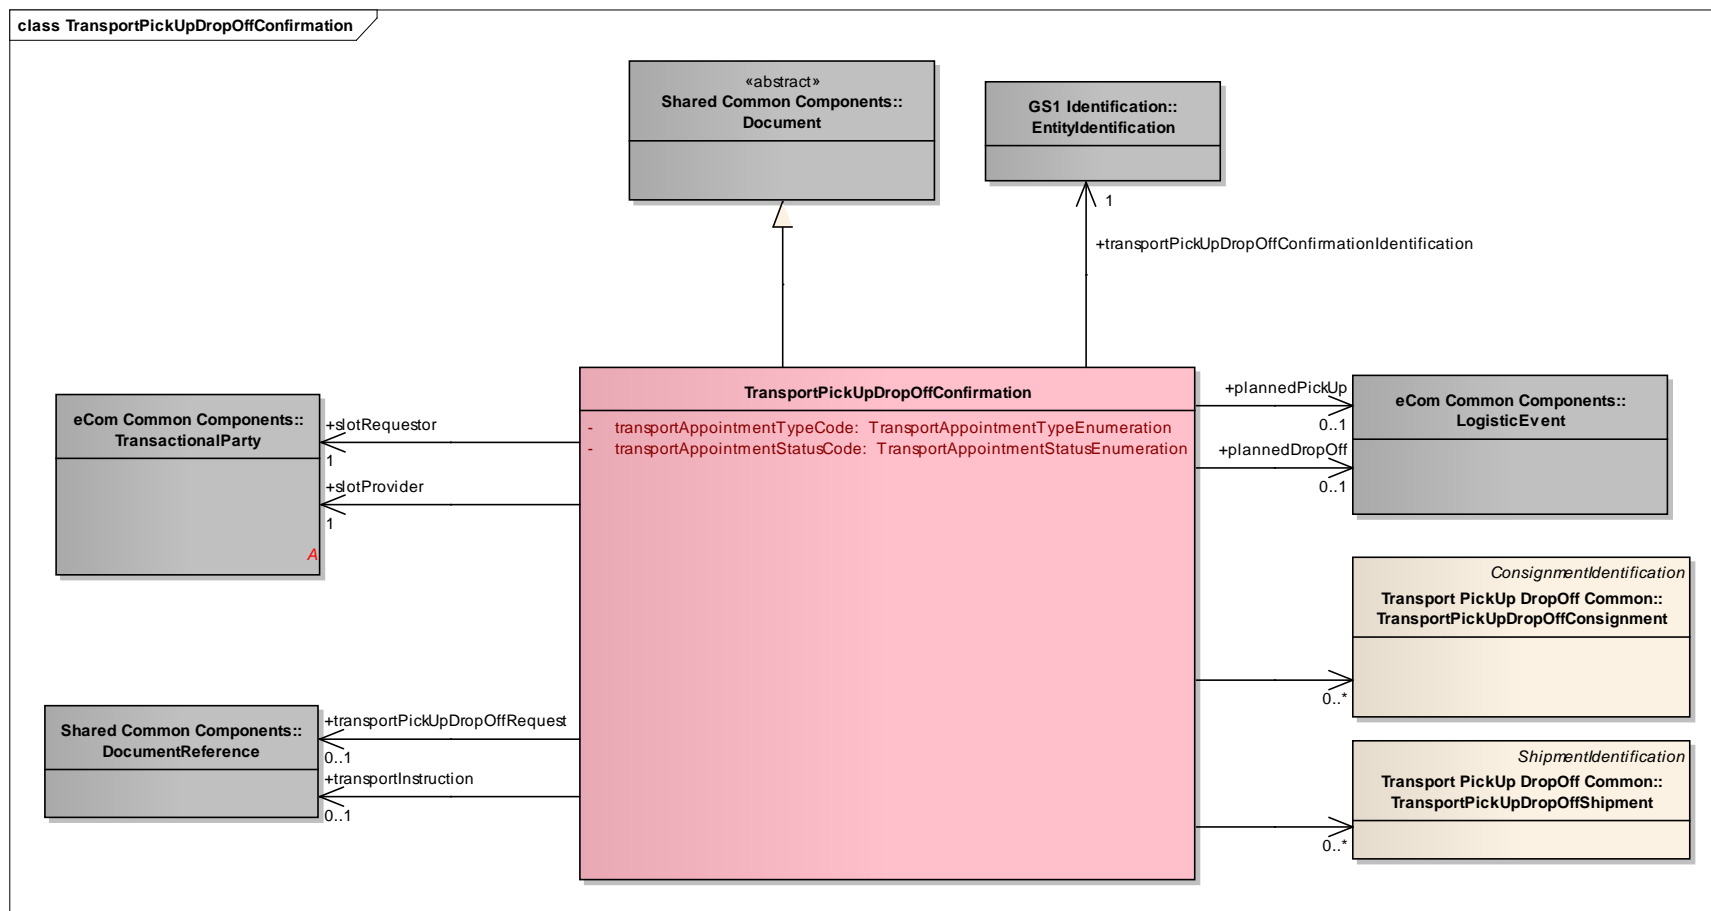 class TransportPickUpDropOffConfirmation
«abstract»
Shared Common Components::
Document
GS1 Identification::
EntityIdentification
1
+transportPickUpDropOffConfirmationIdentification
eCom Common Components::
TransactionalParty
A
+slotRequestor
1
+slotProvider
1
TransportPickUpDropOffConfirmation
- transportAppointmentTypeCode: TransportAppointmentTypeEnumeration
- transportAppointmentStatusCode: TransportAppointmentStatusEnumeration
+plannedPickUp
0..1
+plannedDropOff
0..1
eCom Common Components::
LogisticEvent
ConsignmentIdentification
Transport PickUp DropOff Common::
TransportPickUpDropOffConsignment
0..*
Shared Common Components::
DocumentReference
+transportPickUpDropOffRequest
0..1
+transportInstruction
0..1
ShipmentIdentification
Transport PickUp DropOff Common::
TransportPickUpDropOffShipment
0..*